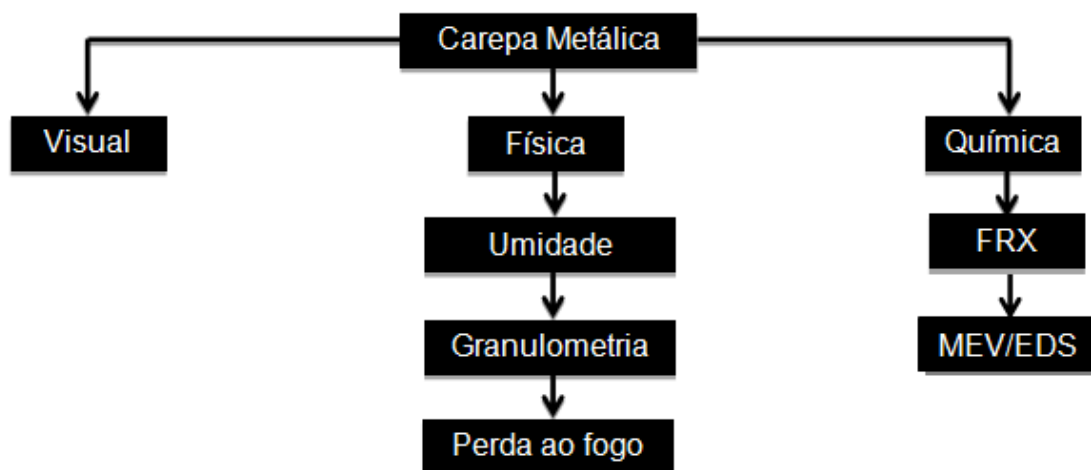 Carepa Metálica
Visual
Física
Química
Umidade
FRX
Granulometria
MEV/EDS
Perda ao fogo